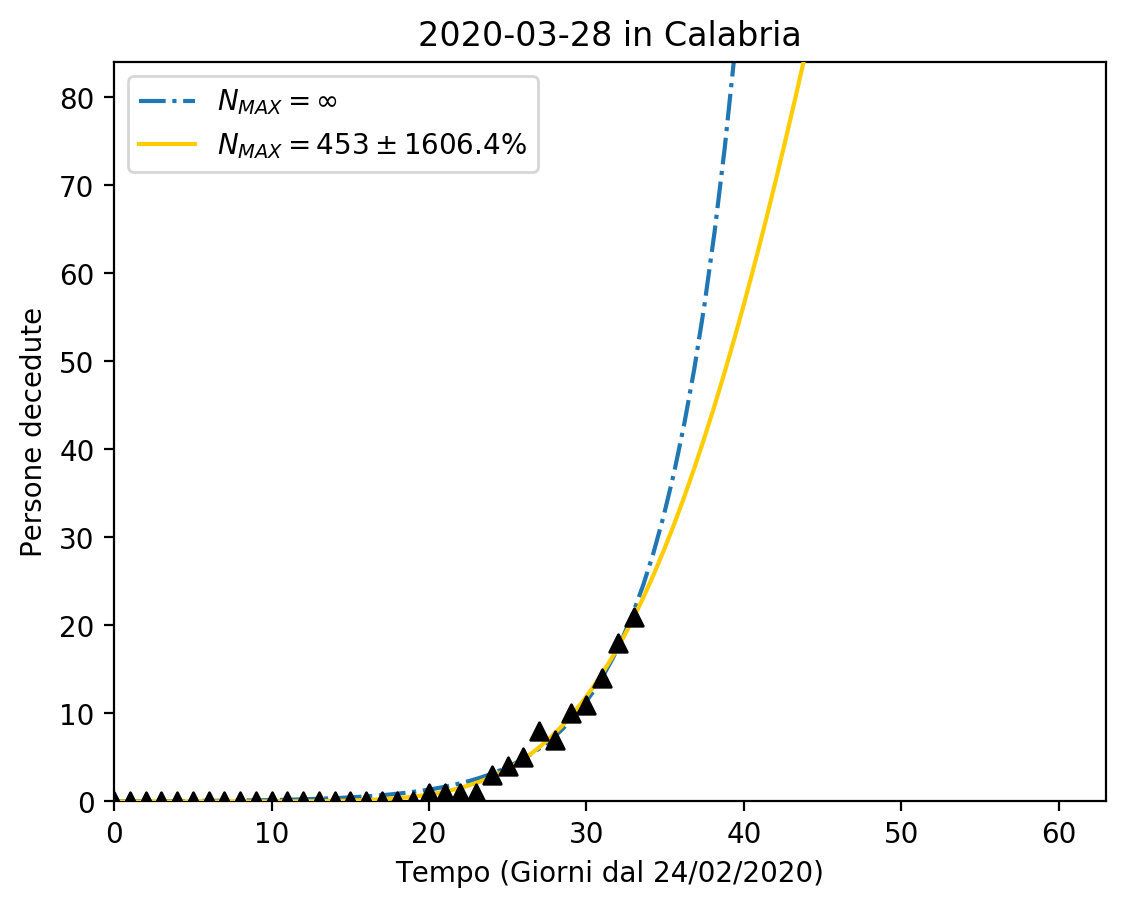 2020-03-28 in Calabria
N_MAX = ∞
N_MAX = 453 ± 1606.4%
80
70
60
50
40
30
20
10
0
Persone decedute
0 10 20 30 40 50 60
Tempo (Giorni dal 24/02/2020)